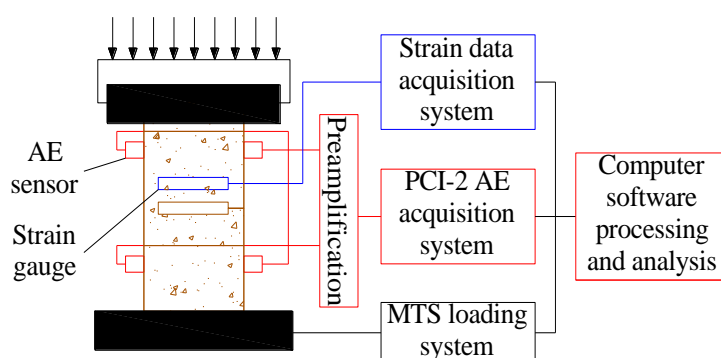 Strain data
acquisition
system
AE
sensor
Strain
gauge
Preamplification
PCI-2 AE
acquisition
system
Computer
software
processing
and analysis
MTS loading
system